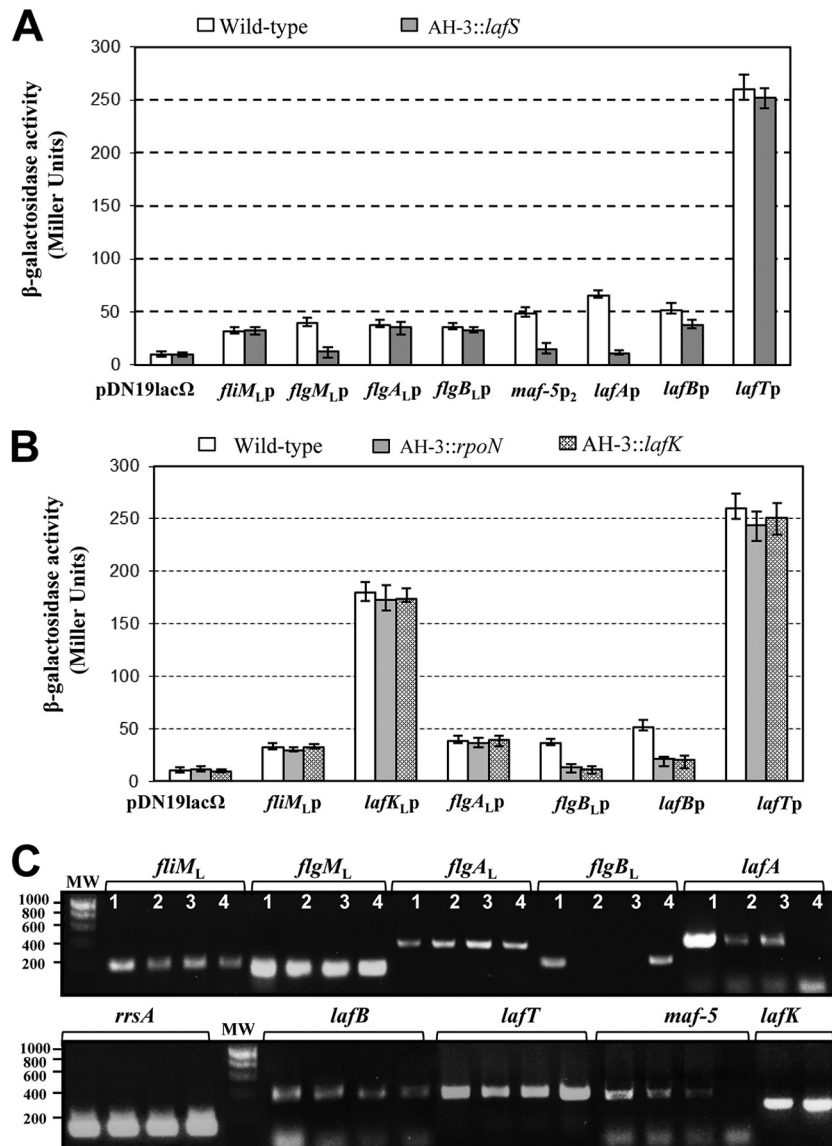 A
Wild-type AH-3::lafS
β-galactosidase activity
(Miller Units)
300
250
200
150
100
50
0
pDN19lacΩ fliMLp flgMLp flgALp flgBLp maf-5p2 lafAp lafBp lafTp
B
Wild-type AH-3::rpoN AH-3::lafK
β-galactosidase activity
(Miller Units)
300
250
200
150
100
50
0
pDN19lacΩ fliMLp lafKLp flgALp flgBLp lafBp lafTp
C
fliML flgML flgAL flgBL lafA
MW
1 2 3 4 1 2 3 4 1 2 3 4 1 2 3 4 1 2 3 4
1000
800
600
400
200
rrsA MW lafB lafT maf-5 lafK
1000
800
600
400
200